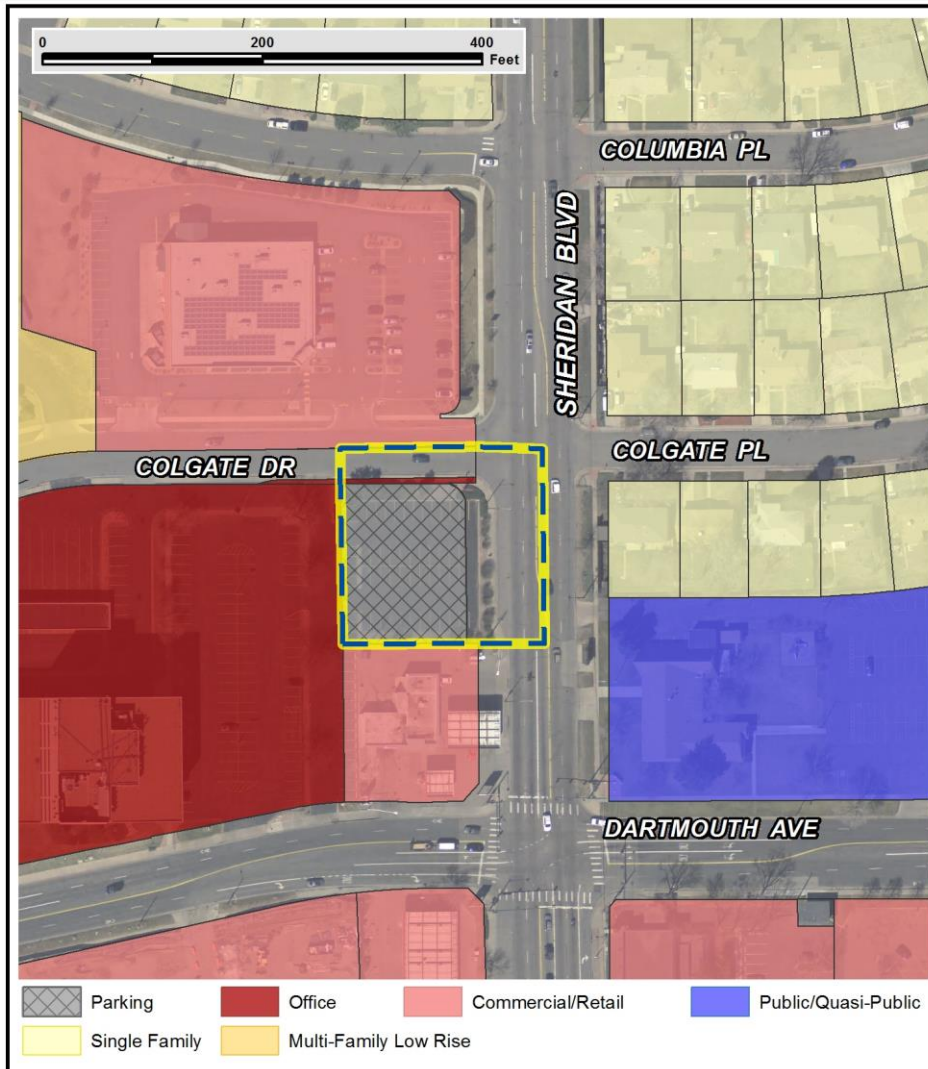 0 200 400
Feet
COLUMBIA PL
SHERIDAN BLVD
COLGATE PL
COLGATE DR
DARTMOUTH AVE
Parking
Office
Commercial/Retail
Public/Quasi-Public
Single Family
Multi-Family Low Rise